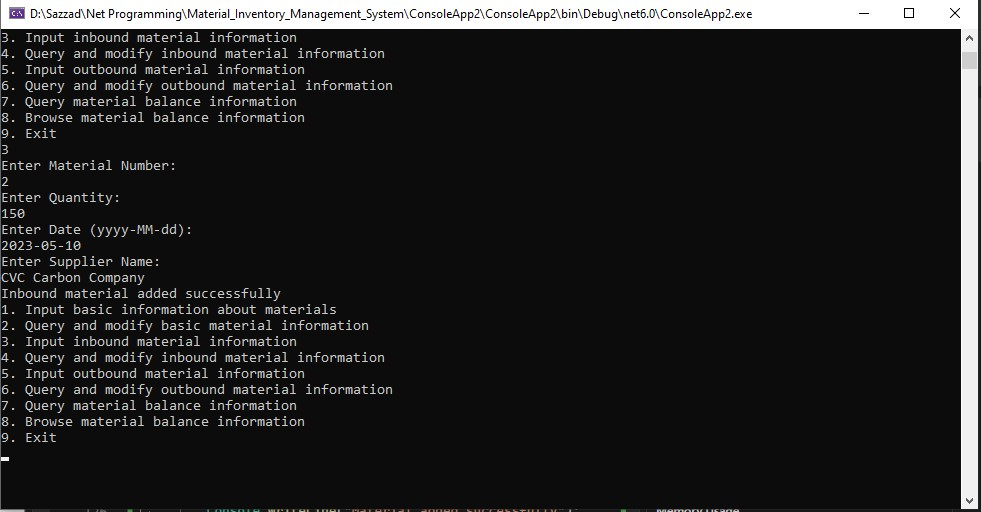 D:\Sazzad\Net Programming\Material_Inventory_Management_System\ConsoleApp2\ConsoleApp2\bin\Debug\net6.0\ConsoleApp2.exe
3. Input inbound material information
4. Query and modify inbound material information
5. Input outbound material information
6. Query and modify outbound material information
7. Query material balance information
8. Browse material balance information
9. Exit
3
Enter Material Number:
2
Enter Quantity:
150
Enter Date (yyyy-MM-dd):
2023-05-10
Enter Supplier Name:
CVC Carbon Company
Inbound material added successfully
1. Input basic information about materials
2. Query and modify basic material information
3. Input inbound material information
4. Query and modify inbound material information
5. Input outbound material information
6. Query and modify outbound material information
7. Query material balance information
8. Browse material balance information
9. Exit